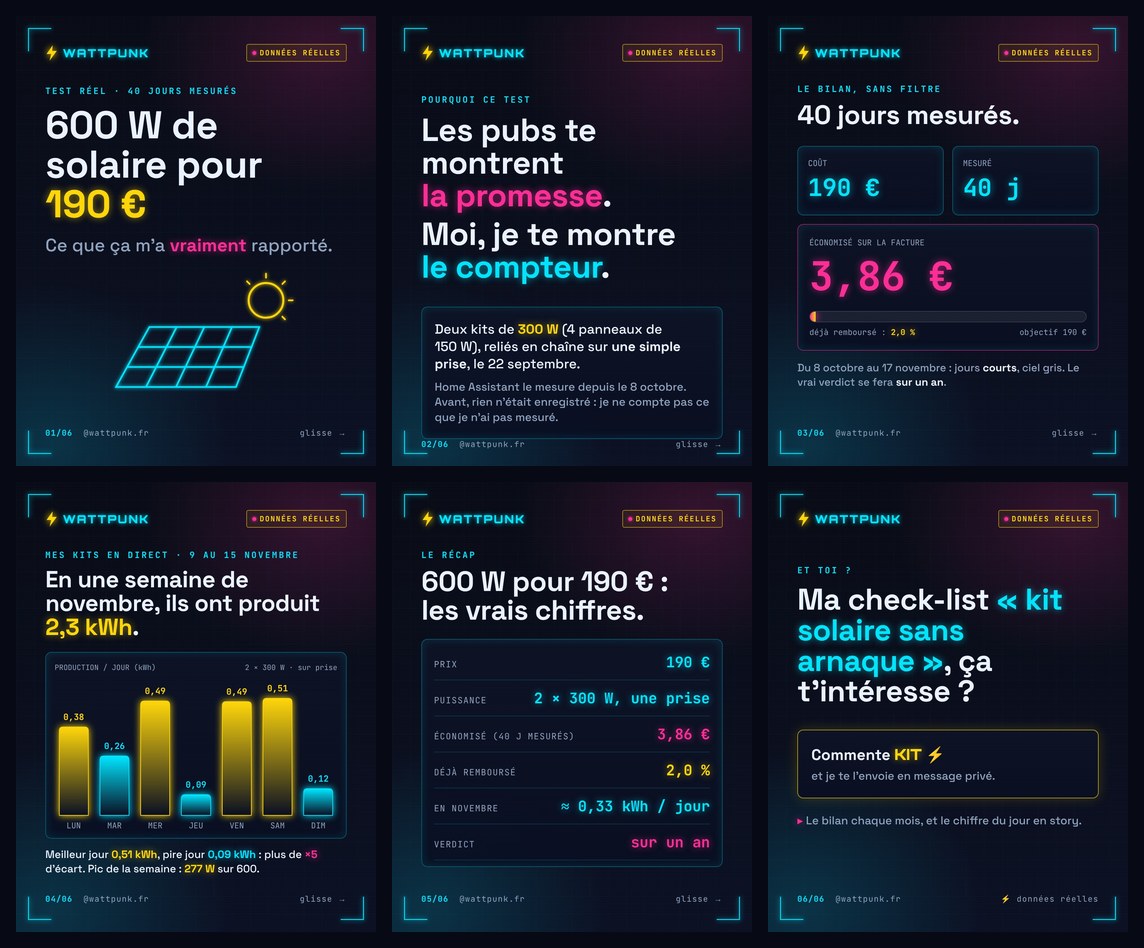 WATTPUNK
DONNÉES RÉELLES
TEST RÉEL · 40 JOURS MESURÉS
600 W de
solaire pour
190 €
Ce que ça m'a vraiment rapporté.
01/06 @wattpunk.fr glisse →
WATTPUNK
DONNÉES RÉELLES
POURQUOI CE TEST
Les pubs te
montrent
la promesse.
Moi, je te montre
le compteur.
Deux kits de 300 W (4 panneaux de
150 W), reliés en chaîne sur une simple
prise, le 22 septembre.
Home Assistant le mesure depuis le 8 octobre.
Avant, rien n'était enregistré : je ne compte pas ce
que je n'ai pas mesuré.
02/06 @wattpunk.fr glisse →
WATTPUNK
DONNÉES RÉELLES
LE BILAN, SANS FILTRE
40 jours mesurés.
COÛT
190 €
MESURÉ
40 j
ÉCONOMISÉ SUR LA FACTURE
3,86 €
déjà remboursé : 2,0 % objectif 190 €
Du 8 octobre au 17 novembre : jours courts, ciel gris. Le
vrai verdict se fera sur un an.
03/06 @wattpunk.fr glisse →
WATTPUNK
DONNÉES RÉELLES
MES KITS EN DIRECT · 9 AU 15 NOVEMBRE
En une semaine de
novembre, ils ont produit
2,3 kWh.
PRODUCTION / JOUR (kWh) 2 × 300 W · sur prise
0,38 0,26 0,49 0,09 0,49 0,51 0,12
LUN MAR MER JEU VEN SAM DIM
Meilleur jour 0,51 kWh, pire jour 0,09 kWh : plus de ×5
d'écart. Pic de la semaine : 277 W sur 600.
04/06 @wattpunk.fr glisse →
WATTPUNK
DONNÉES RÉELLES
LE RÉCAP
600 W pour 190 € :
les vrais chiffres.
PRIX 190 €
PUISSANCE 2 × 300 W, une prise
ÉCONOMISÉ (40 J MESURÉS) 3,86 €
DÉJÀ REMBOURSÉ 2,0 %
EN NOVEMBRE ≈ 0,33 kWh / jour
VERDICT sur un an
05/06 @wattpunk.fr glisse →
WATTPUNK
DONNÉES RÉELLES
ET TOI ?
Ma check-list « kit
solaire sans
arnaque », ça
t'intéresse ?
Commente KIT ⚡
et je te l'envoie en message privé.
▸ Le bilan chaque mois, et le chiffre du jour en story.
06/06 @wattpunk.fr ⚡ données réelles